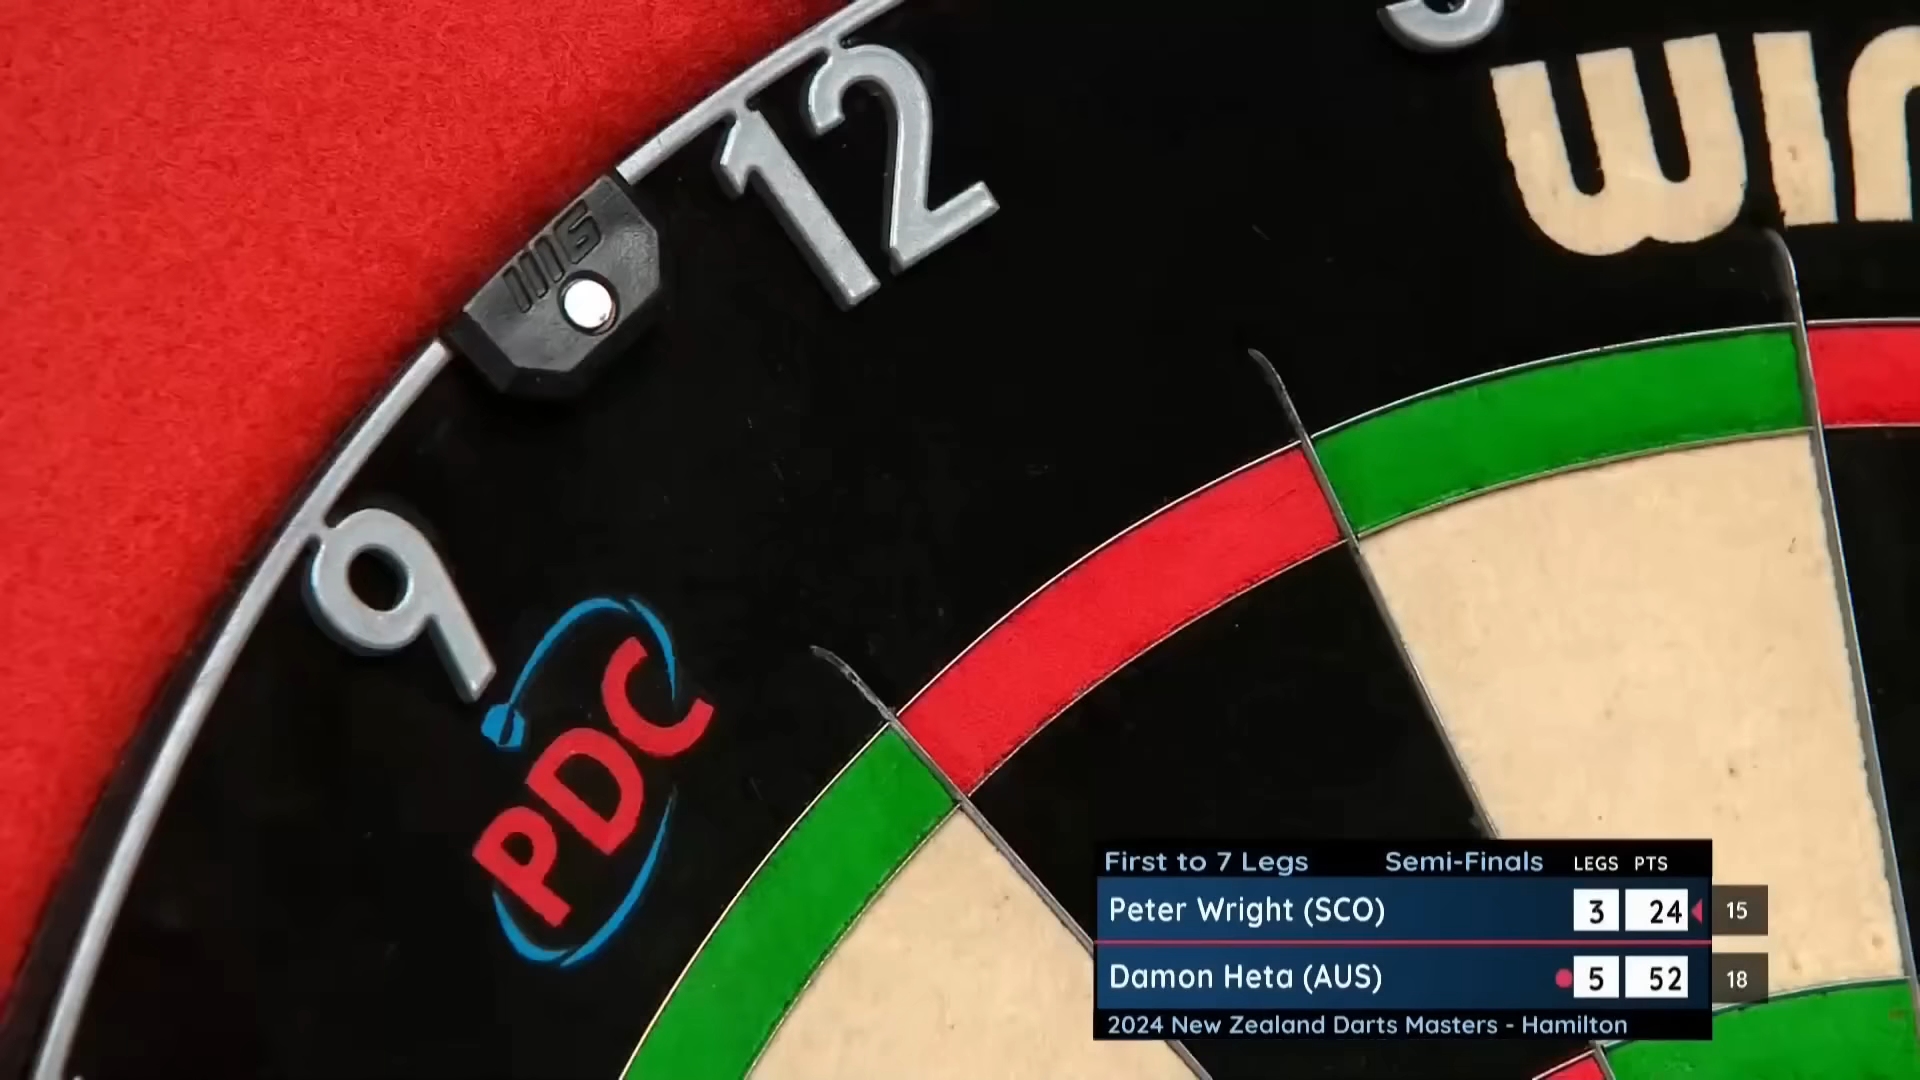 12
9
PDC
First to 7 Legs Semi-Finals LEGS PTS
Peter Wright (SCO) 3 24 15
Damon Heta (AUS) 5 52 18
2024 New Zealand Darts Masters - Hamilton